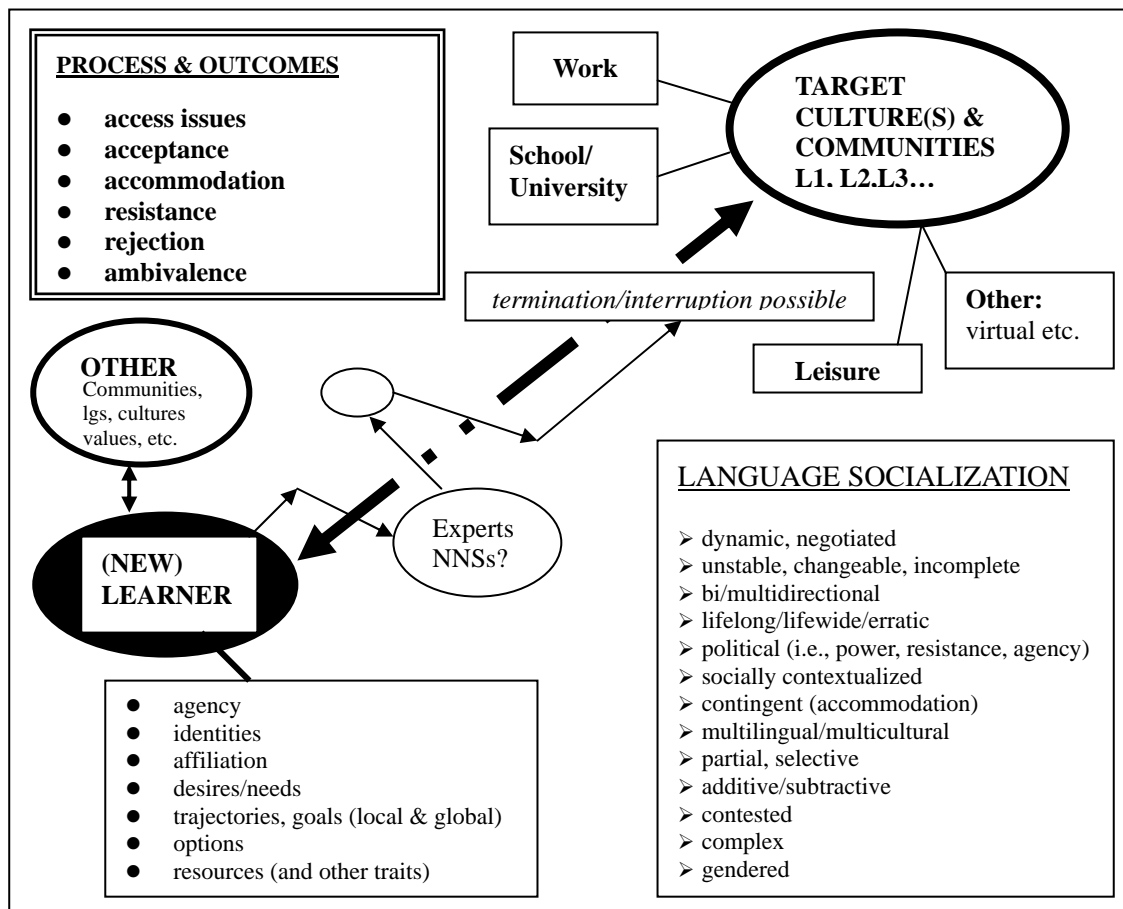 PROCESS & OUTCOMES
● access issues
● acceptance
● accommodation
● resistance
● rejection
● ambivalence
Work
School/
University
TARGET
CULTURE(S) &
COMMUNITIES
L1, L2,L3…
termination/interruption possible
Other:
virtual etc.
Leisure
OTHER
Communities,
lgs, cultures
values, etc.
Experts
NNSs?
(NEW)
LEARNER
● agency
● identities
● affiliation
● desires/needs
● trajectories, goals (local & global)
● options
● resources (and other traits)
LANGUAGE SOCIALIZATION
➢ dynamic, negotiated
➢ unstable, changeable, incomplete
➢ bi/multidirectional
➢ lifelong/lifewide/erratic
➢ political (i.e., power, resistance, agency)
➢ socially contextualized
➢ contingent (accommodation)
➢ multilingual/multicultural
➢ partial, selective
➢ additive/subtractive
➢ contested
➢ complex
➢ gendered